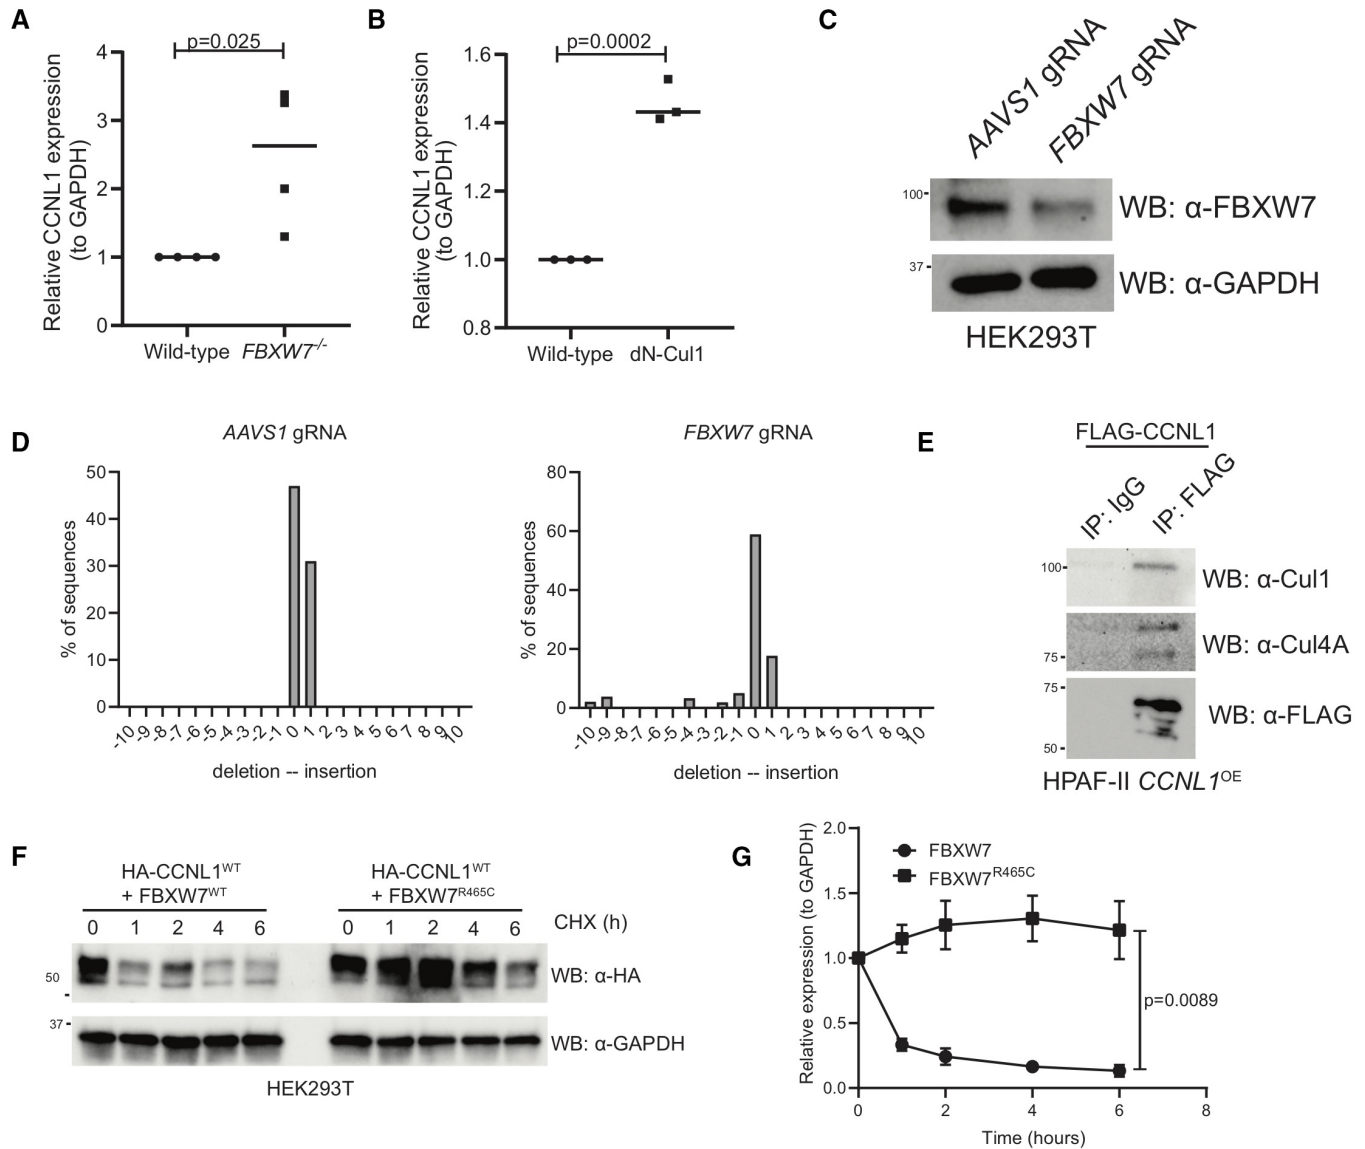 A
p=0.025
Relative CCNL1 expression
(to GAPDH)
4
3
2
1
0
Wild-type FBXW7-/-
B
p=0.0002
Relative CCNL1 expression
(to GAPDH)
1.6
1.4
1.2
1.0
0.8
Wild-type dN-Cul1
C
AAVS1 gRNA
FBXW7 gRNA
100
WB: α-FBXW7
37
WB: α-GAPDH
HEK293T
D
AAVS1 gRNA
% of sequences
50
40
30
20
10
0
-10 -9 -8 -7 -6 -5 -4 -3 -2 -1 0 1 2 3 4 5 6 7 8 9 10
deletion -- insertion
FBXW7 gRNA
% of sequences
80
60
40
20
0
-10 -9 -8 -7 -6 -5 -4 -3 -2 -1 0 1 2 3 4 5 6 7 8 9 10
deletion -- insertion
E
FLAG-CCNL1
IP: IgG
IP: FLAG
100
WB: α-Cul1
75
WB: α-Cul4A
75
50
WB: α-FLAG
HPAF-II CCNL1OE
F
HA-CCNL1WT
+ FBXW7WT
HA-CCNL1WT
+ FBXW7R465C
0 1 2 4 6 0 1 2 4 6 CHX (h)
50
WB: α-HA
37
WB: α-GAPDH
HEK293T
G
Relative expression (to GAPDH)
2.0
1.5
1.0
0.5
0.0
FBXW7
FBXW7R465C
p=0.0089
0 2 4 6 8
Time (hours)